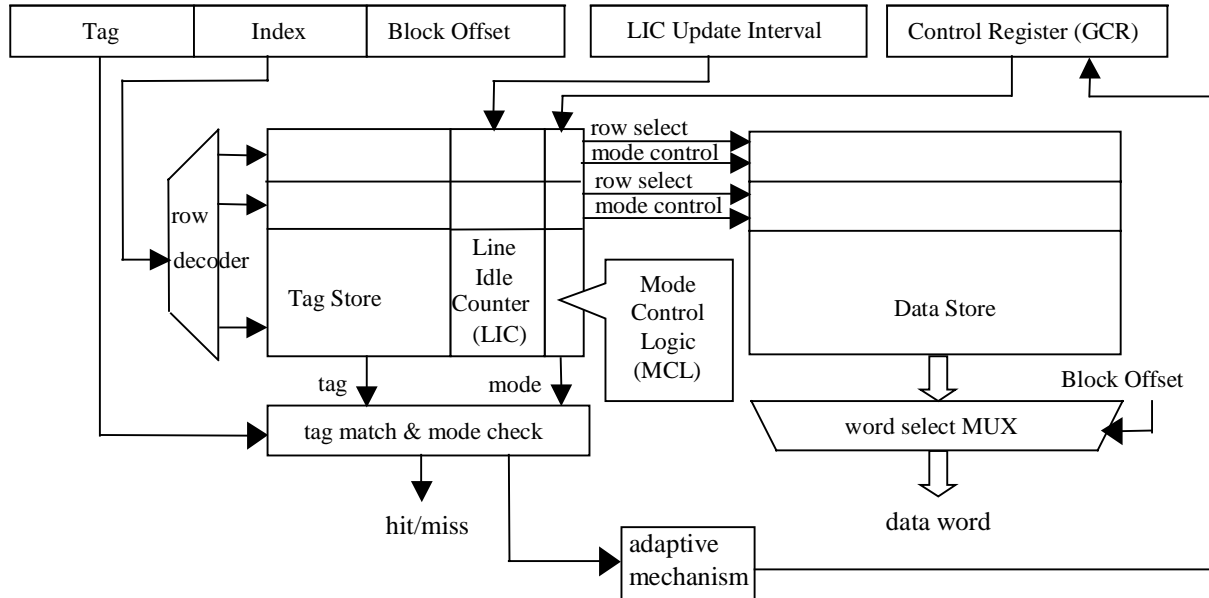 Tag
Index
Block Offset
LIC Update Interval
Control Register (GCR)
row select
mode control
row select
mode control
row
decoder
Tag Store
Line
Idle
Counter
(LIC)
Mode
Control
Logic
(MCL)
Data Store
tag
mode
Block Offset
tag match & mode check
word select MUX
hit/miss
data word
adaptive
mechanism